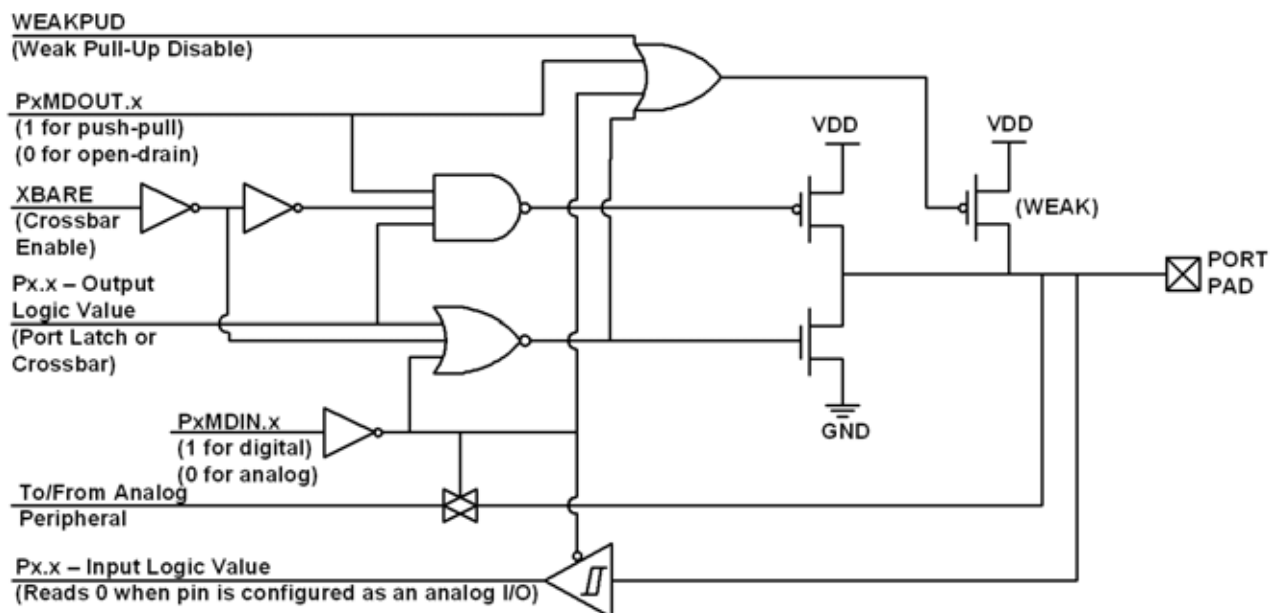 WEAKPUD
(Weak Pull-Up Disable)
PxMDOUT.x
(1 for push-pull)
(0 for open-drain)
XBARE
(Crossbar
Enable)
Px.x – Output
Logic Value
(Port Latch or
Crossbar)
PxMDIN.x
(1 for digital)
(0 for analog)
To/From Analog
Peripheral
Px.x – Input Logic Value
(Reads 0 when pin is configured as an analog I/O)
VDD
VDD
(WEAK)
GND
PORT
PAD